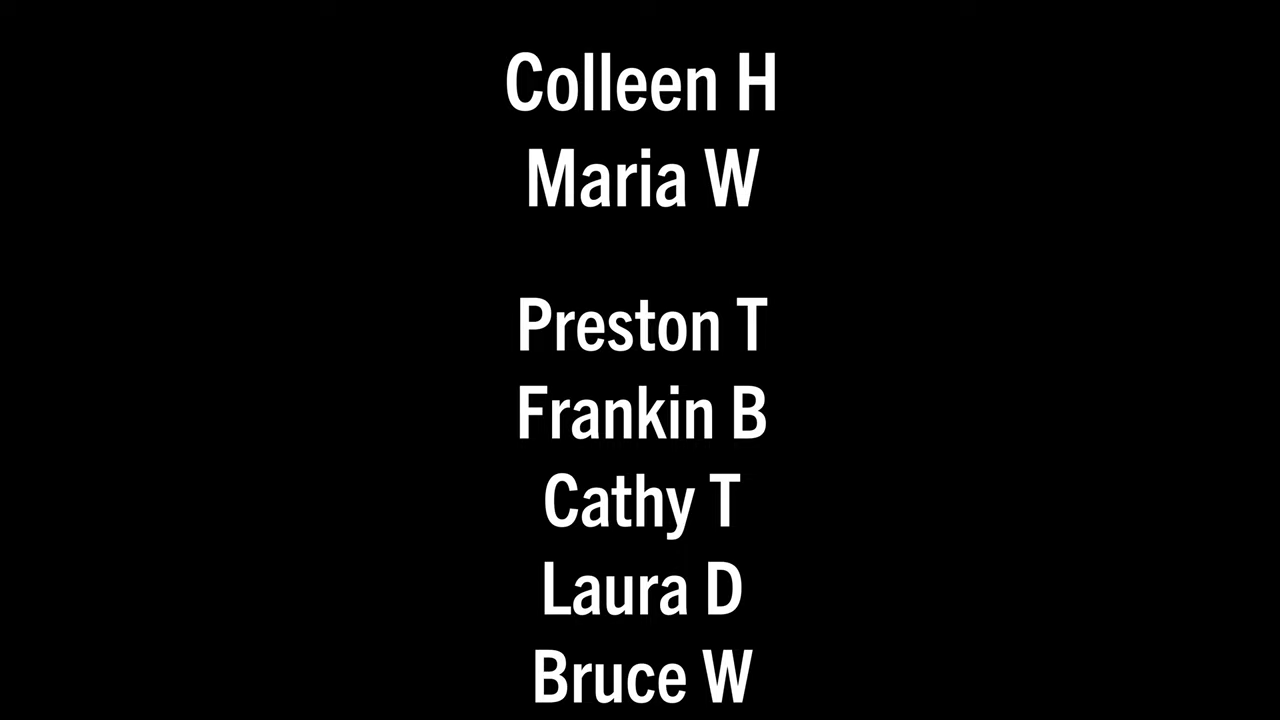 Colleen H
Maria W
Preston T
Frankin B
Cathy T
Laura D
Bruce W